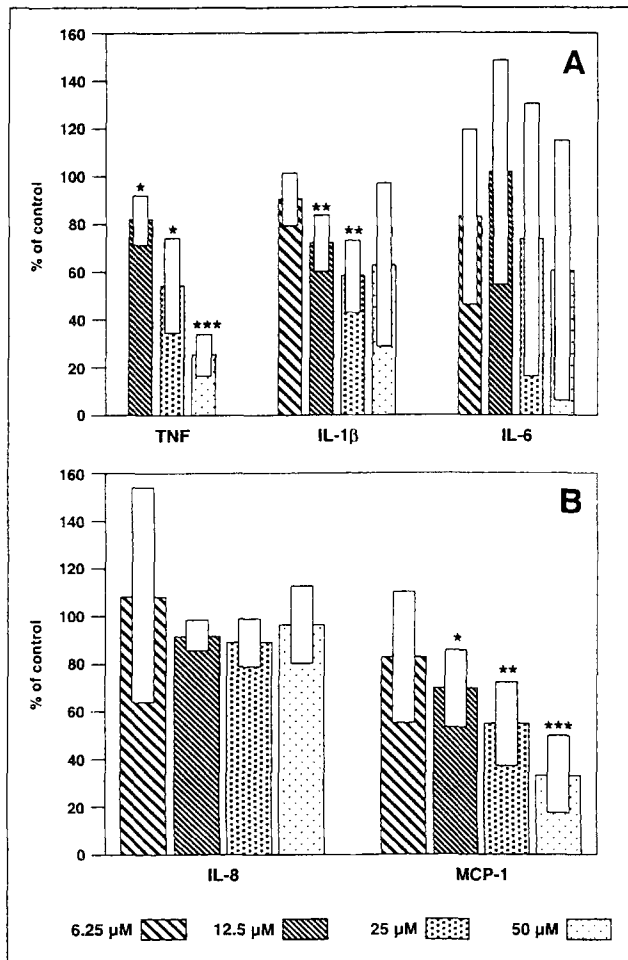 160
A
140
120
100
80
60
40
20
0
% of control
* * ***
** **
TNF IL-1β IL-6
160
B
140
120
100
80
60
40
20
0
% of control
* ** ***
IL-8 MCP-1
6.25 µM 12.5 µM 25 µM 50 µM